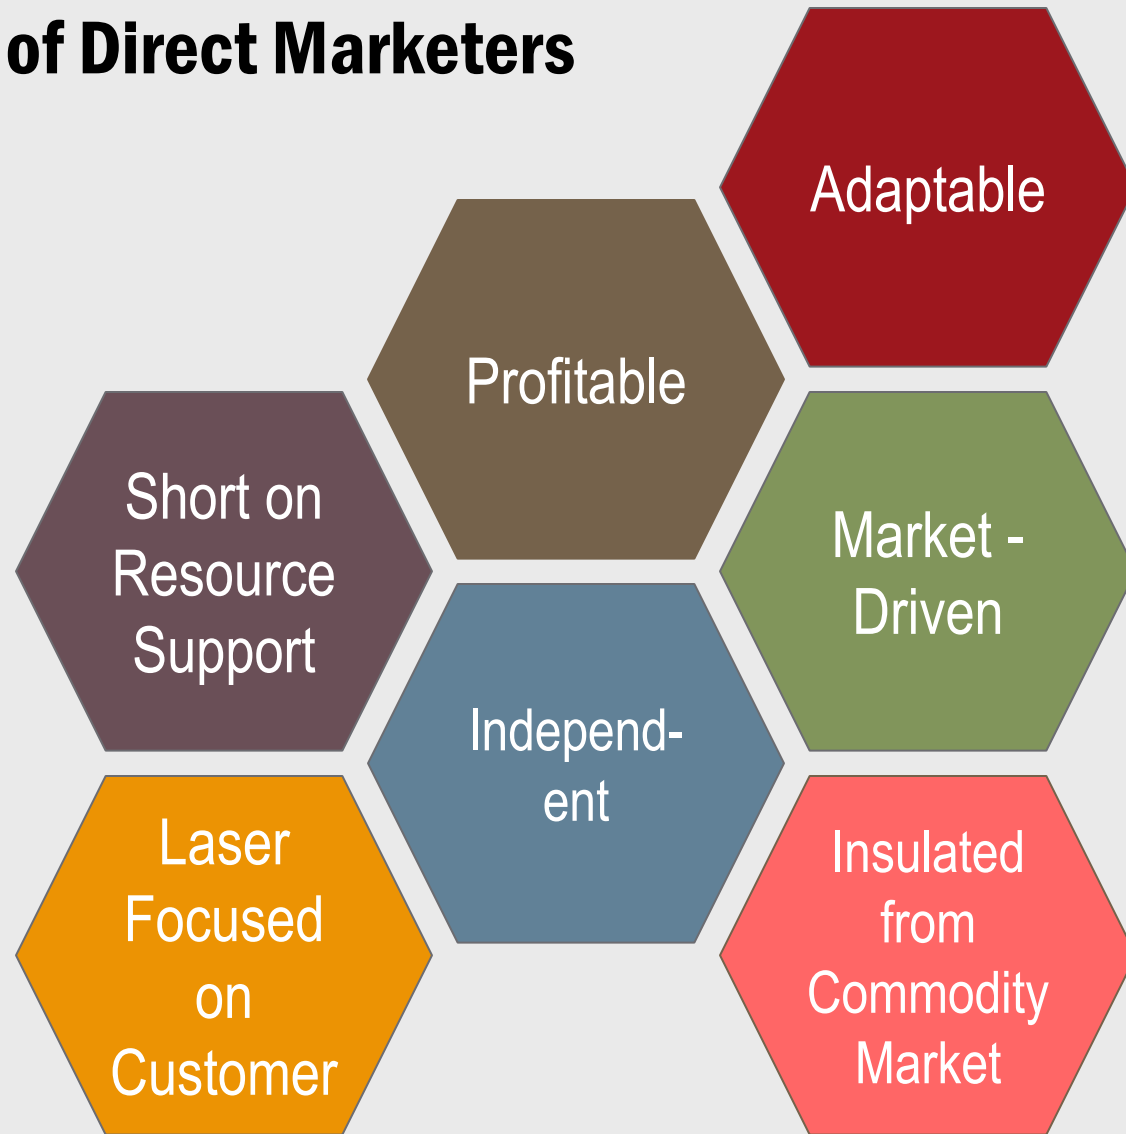 of Direct Marketers
Adaptable
Profitable
Short on
Resource
Support
Market -
Driven
Independ-
ent
Laser
Focused
on
Customer
Insulated
from
Commodity
Market